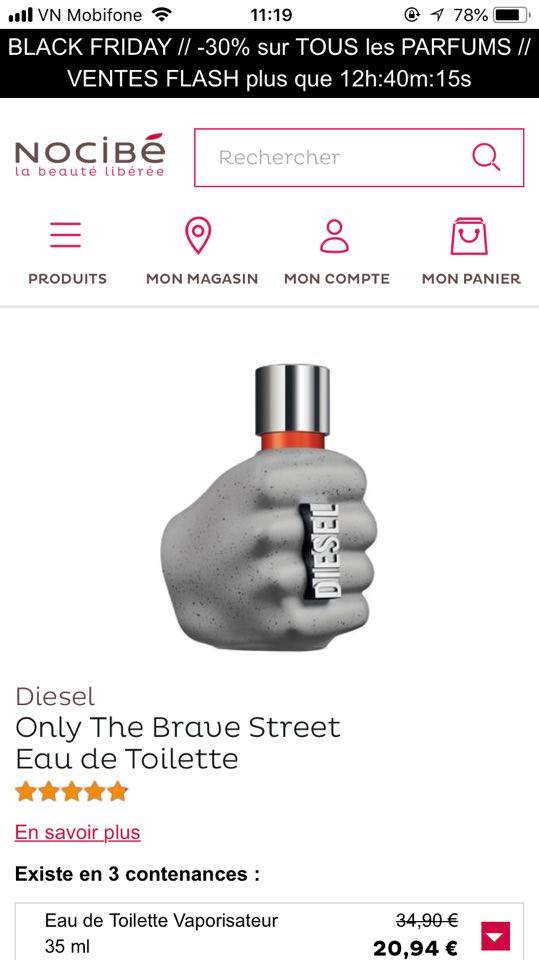 VN Mobifone 11:19 78%
BLACK FRIDAY // -30% sur TOUS les PARFUMS //
VENTES FLASH plus que 12h:40m:15s
NOCIBÉ
la beauté libérée
Rechercher
PRODUITS MON MAGASIN MON COMPTE MON PANIER
DIESEL
Diesel
Only The Brave Street
Eau de Toilette
En savoir plus
Existe en 3 contenances :
Eau de Toilette Vaporisateur 34,90 €
35 ml 20,94 €